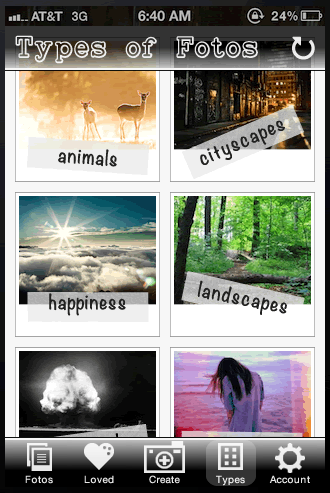 AT&T 3G 6:40 AM 24%
Types of Fotos
animals
cityscapes
happiness
landscapes
Fotos Loved Create Types Account